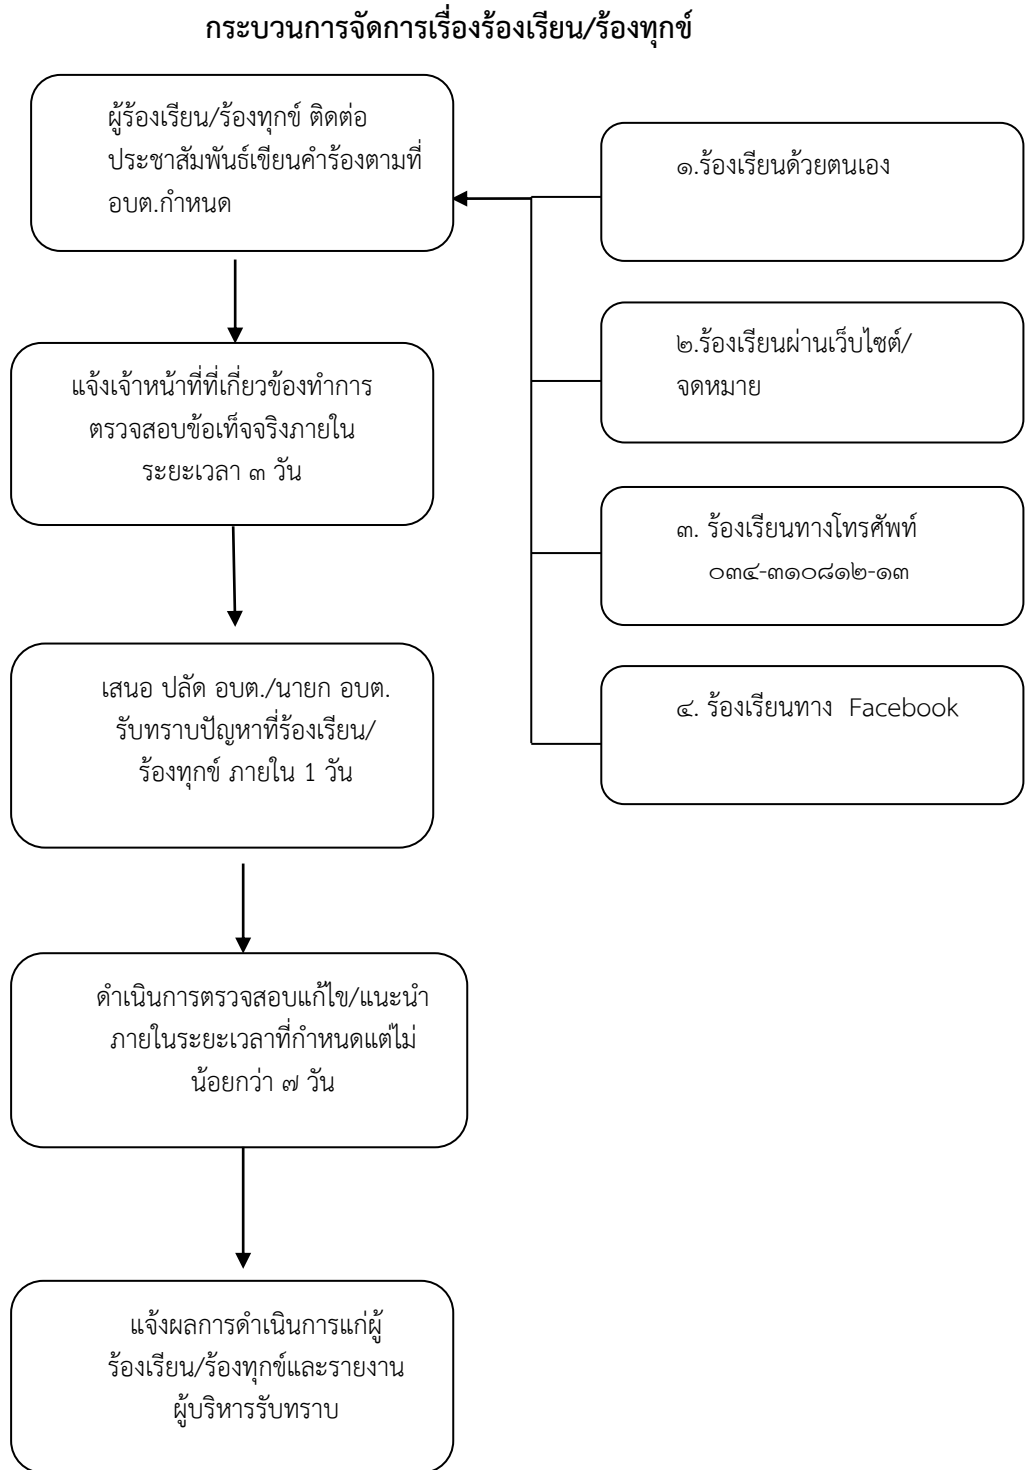 กระบวนการจัดการเรื่องร้องเรียน/ร้องทุกข์
ผู้ร้องเรียน/ร้องทุกข์ ติดต่อ
ประชาสัมพันธ์เขียนคำร้องตามที่
อบต.กำหนด
๑.ร้องเรียนด้วยตนเอง
๒.ร้องเรียนผ่านเว็บไซต์/
จดหมาย
๓. ร้องเรียนทางโทรศัพท์
๐๓๔-๓๑๐๘๑๒-๑๓
๔. ร้องเรียนทาง Facebook
แจ้งเจ้าหน้าที่ที่เกี่ยวข้องทำการ
ตรวจสอบข้อเท็จจริงภายใน
ระยะเวลา ๓ วัน
เสนอ ปลัด อบต./นายก อบต.
รับทราบปัญหาที่ร้องเรียน/
ร้องทุกข์ ภายใน 1 วัน
ดำเนินการตรวจสอบแก้ไข/แนะนำ
ภายในระยะเวลาที่กำหนดแต่ไม่
น้อยกว่า ๗ วัน
แจ้งผลการดำเนินการแก่ผู้
ร้องเรียน/ร้องทุกข์และรายงาน
ผู้บริหารรับทราบ